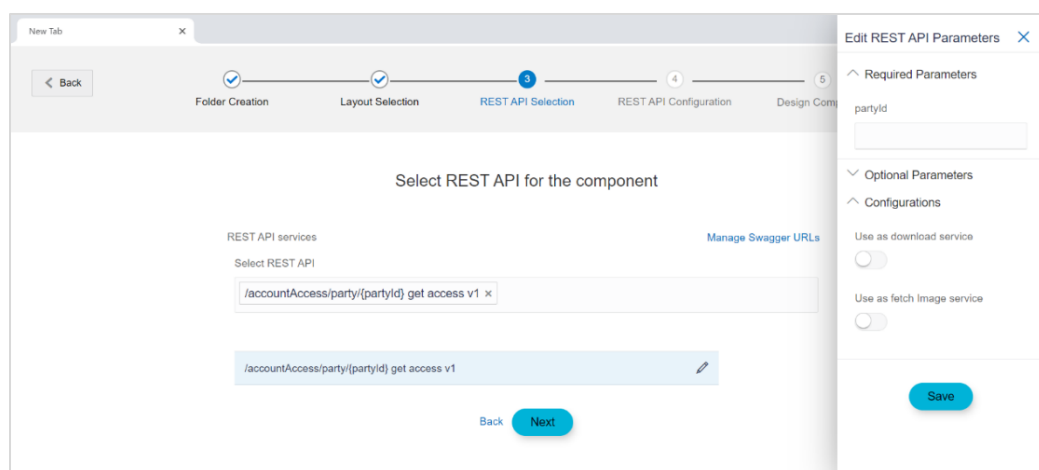 New Tab
Back
3
4
5
Folder Creation
Layout Selection
REST API Selection
REST API Configuration
Design Com
Select REST API for the component
REST API services
Manage Swagger URLs
Select REST API
/accountAccess/party/{partyId} get access v1 ×
/accountAccess/party/{partyId} get access v1
Back
Next
Edit REST API Parameters
Required Parameters
partyId
Optional Parameters
Configurations
Use as download service
Use as fetch Image service
Save